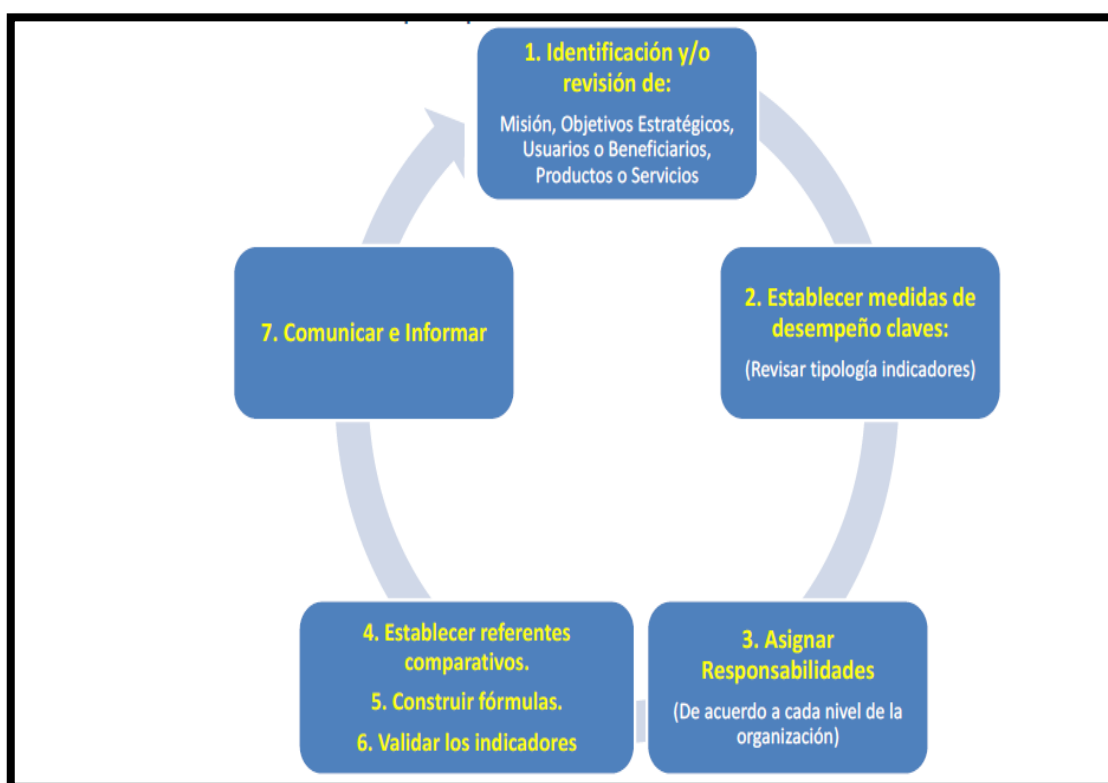 1. Identificación y/o
revisión de:
Misión, Objetivos Estratégicos,
Usuarios o Beneficiarios,
Productos o Servicios
2. Establecer medidas de
desempeño claves:
(Revisar tipología indicadores)
3. Asignar
Responsabilidades
(De acuerdo a cada nivel de la
organización)
4. Establecer referentes
comparativos.
5. Construir fórmulas.
6. Validar los indicadores
7. Comunicar e Informar